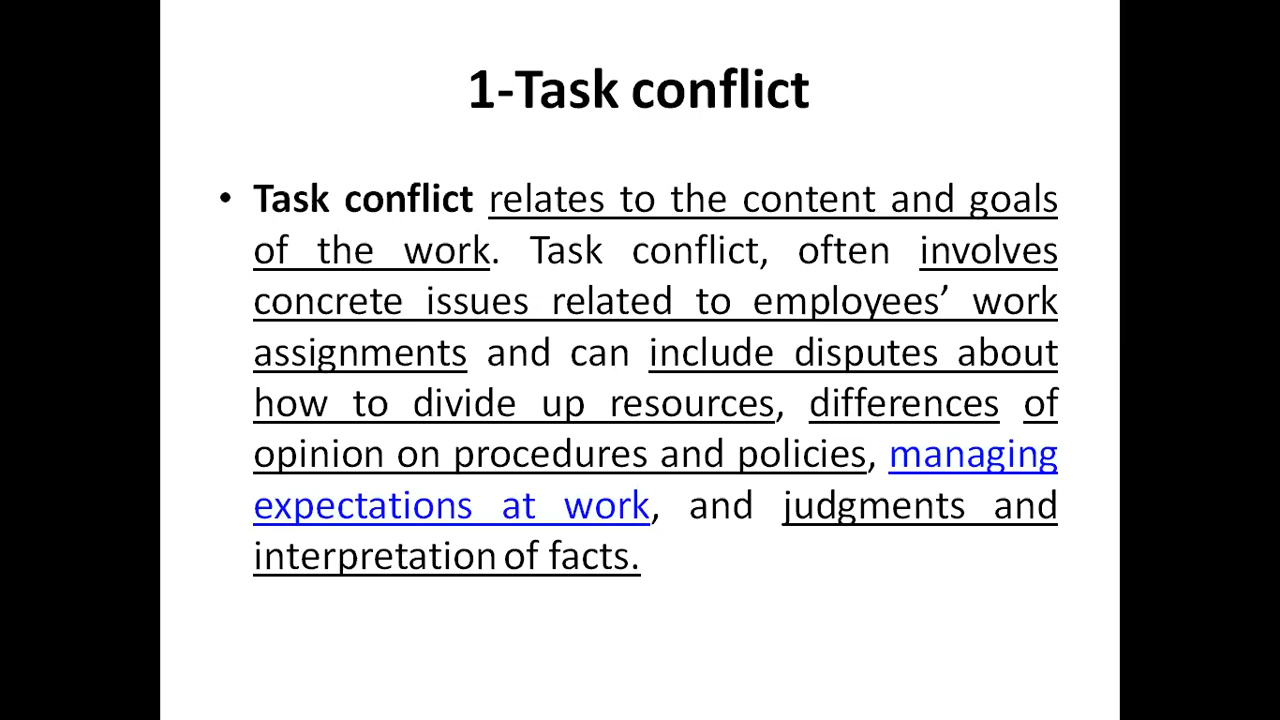 1-Task conflict
• Task conflict relates to the content and goals
of the work. Task conflict, often involves
concrete issues related to employees’ work
assignments and can include disputes about
how to divide up resources, differences of
opinion on procedures and policies, managing
expectations at work, and judgments and
interpretation of facts.